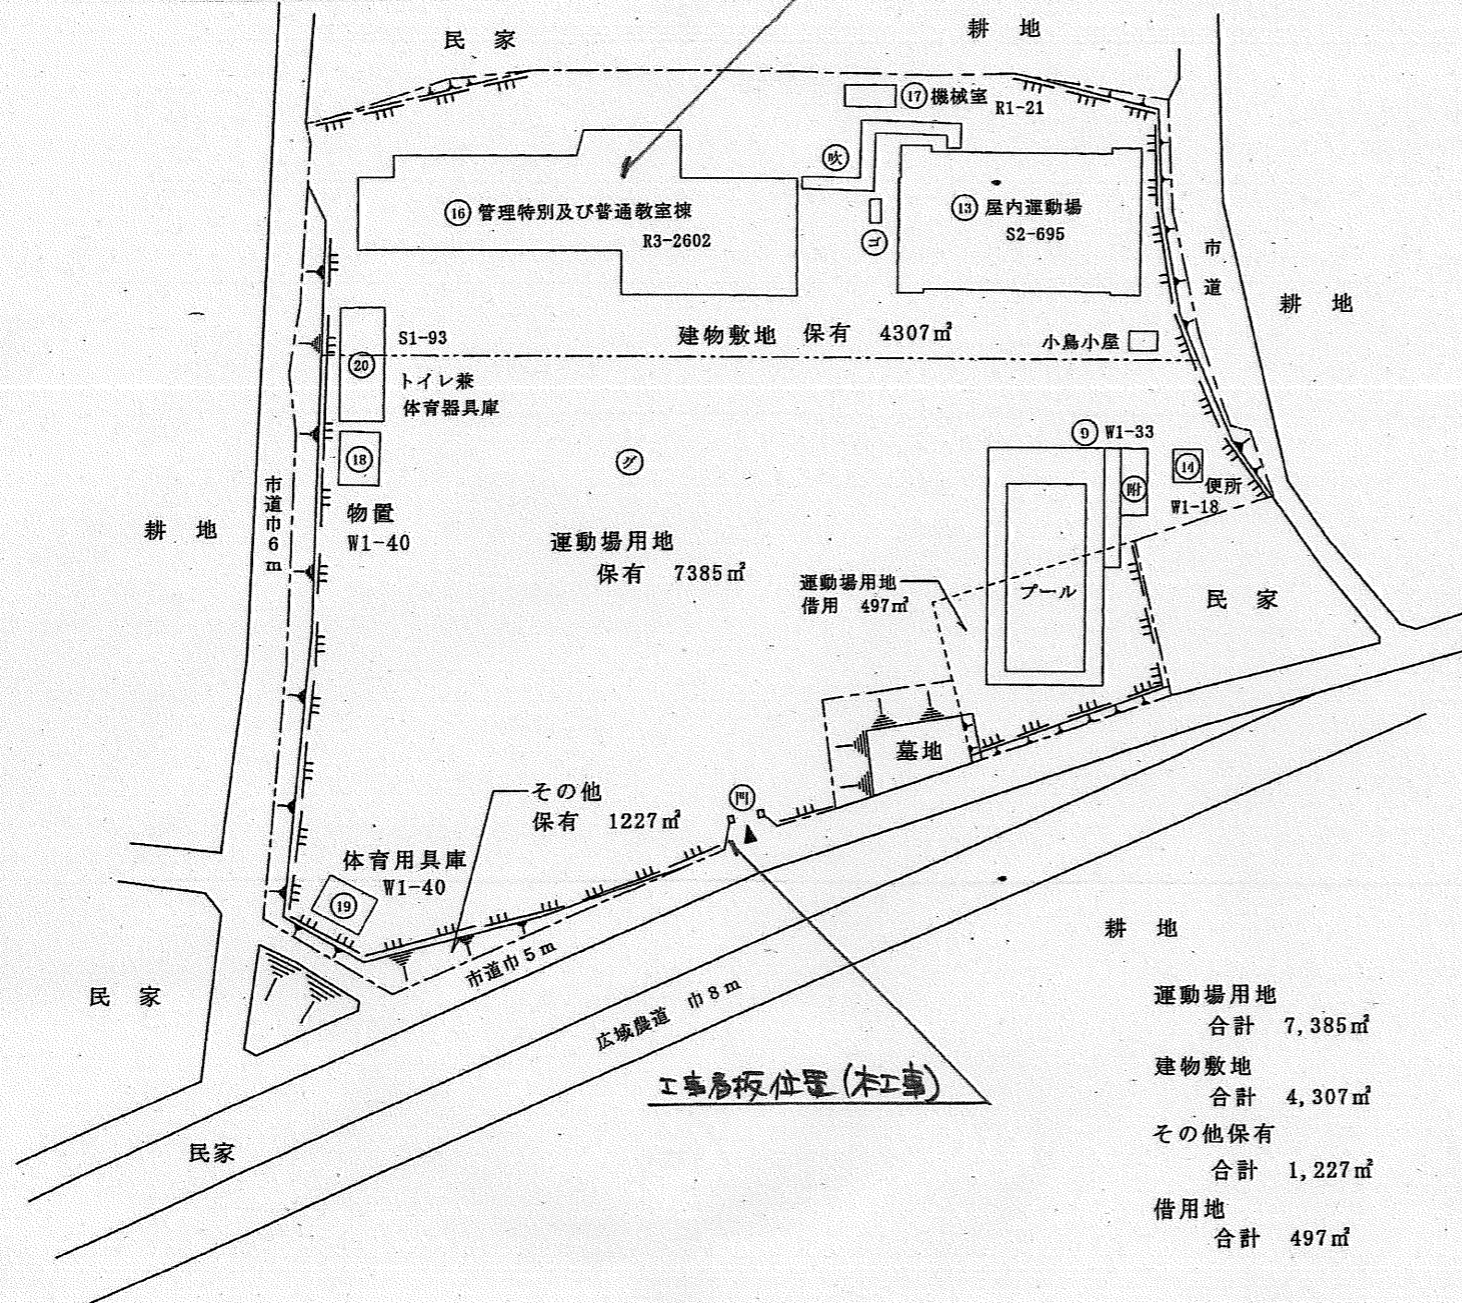 民 家
耕 地
⑰機械室
R1-21
吹
⑯管理特別及び普通教室棟
R3-2602
⑬屋内運動場
S2-695
ゴ
市道
耕 地
建物敷地 保有 4307㎡
小鳥小屋
S1-93
⑳
トイレ兼
体育器具庫
⑨ W1-33
⑱
グ
附
⑭
便所
W1-18
市道巾6m
耕 地
物置
W1-40
運動場用地
保有 7385㎡
運動場用地
借用 497㎡
プール
民 家
墓地
その他
保有 1227㎡
門
体育用具庫
W1-40
⑲
市道巾5m
広域農道 巾8m
耕 地
民 家
工事看板位置(本工事)
民家
運動場用地
合計 7,385㎡
建物敷地
合計 4,307㎡
その他保有
合計 1,227㎡
借用地
合計 497㎡